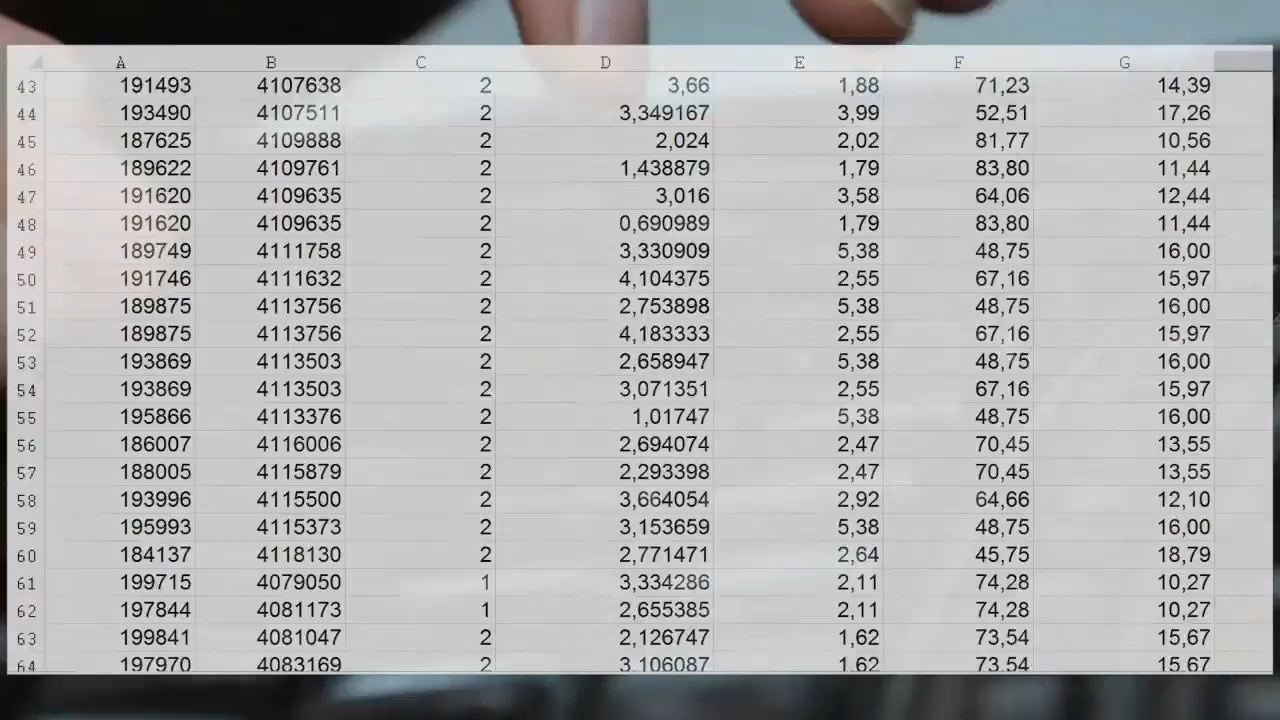 A B C D E F G
43 191493 4107638 2 3,66 1,88 71,23 14,39
44 193490 4107511 2 3,349167 3,99 52,51 17,26
45 187625 4109888 2 2,024 2,02 81,77 10,56
46 189622 4109761 2 1,438879 1,79 83,80 11,44
47 191620 4109635 2 3,016 3,58 64,06 12,44
48 191620 4109635 2 0,690989 1,79 83,80 11,44
49 189749 4111758 2 3,330909 5,38 48,75 16,00
50 191746 4111632 2 4,104375 2,55 67,16 15,97
51 189875 4113756 2 2,753898 5,38 48,75 16,00
52 189875 4113756 2 4,183333 2,55 67,16 15,97
53 193869 4113503 2 2,658947 5,38 48,75 16,00
54 193869 4113503 2 3,071351 2,55 67,16 15,97
55 195866 4113376 2 1,01747 5,38 48,75 16,00
56 186007 4116006 2 2,694074 2,47 70,45 13,55
57 188005 4115879 2 2,293398 2,47 70,45 13,55
58 193996 4115500 2 3,664054 2,92 64,66 12,10
59 195993 4115373 2 3,153659 5,38 48,75 16,00
60 184137 4118130 2 2,771471 2,64 45,75 18,79
61 199715 4079050 1 3,334286 2,11 74,28 10,27
62 197844 4081173 1 2,655385 2,11 74,28 10,27
63 199841 4081047 2 2,126747 1,62 73,54 15,67
64 197970 4083169 2 3,106087 1,62 73,54 15,67